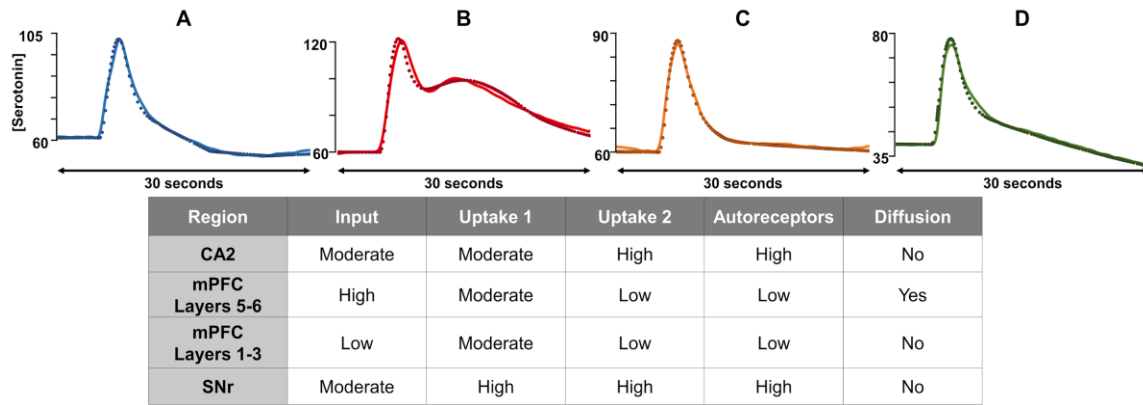 A B C D
105 120 90 80
[Serotonin]
60 60 60 35
30 seconds 30 seconds 30 seconds 30 seconds
Region Input Uptake 1 Uptake 2 Autoreceptors Diffusion
CA2 Moderate Moderate High High No
mPFC
Layers 5-6 High Moderate Low Low Yes
mPFC
Layers 1-3 Low Moderate Low Low No
SNr Moderate High High High No